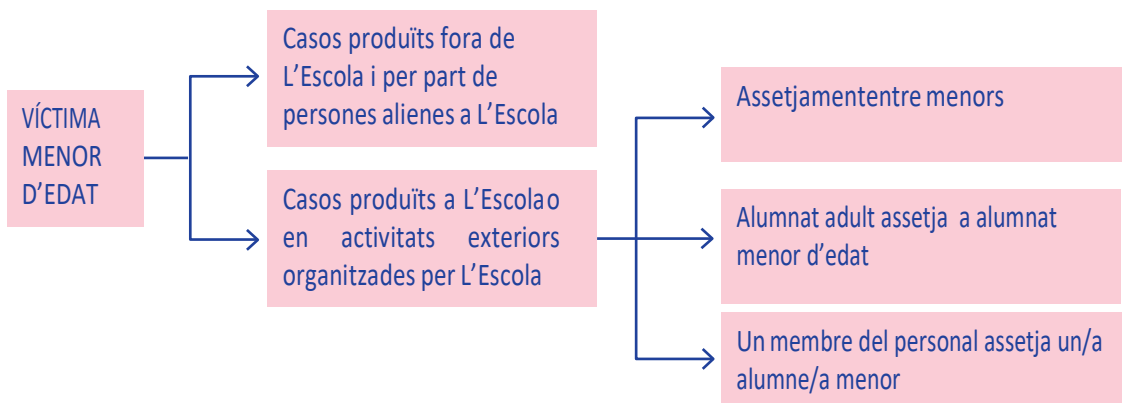 VÍCTIMA
MENOR
D'EDAT
Casos produïts fora de
L'Escola i per part de
persones alienes a L'Escola
Casos produïts a L'Escolao
en activitats exteriors
organitzades per L'Escola
Assetjamententre menors
Alumnat adult assetja a alumnat
menor d'edat
Un membre del personal assetja un/a
alumne/a menor